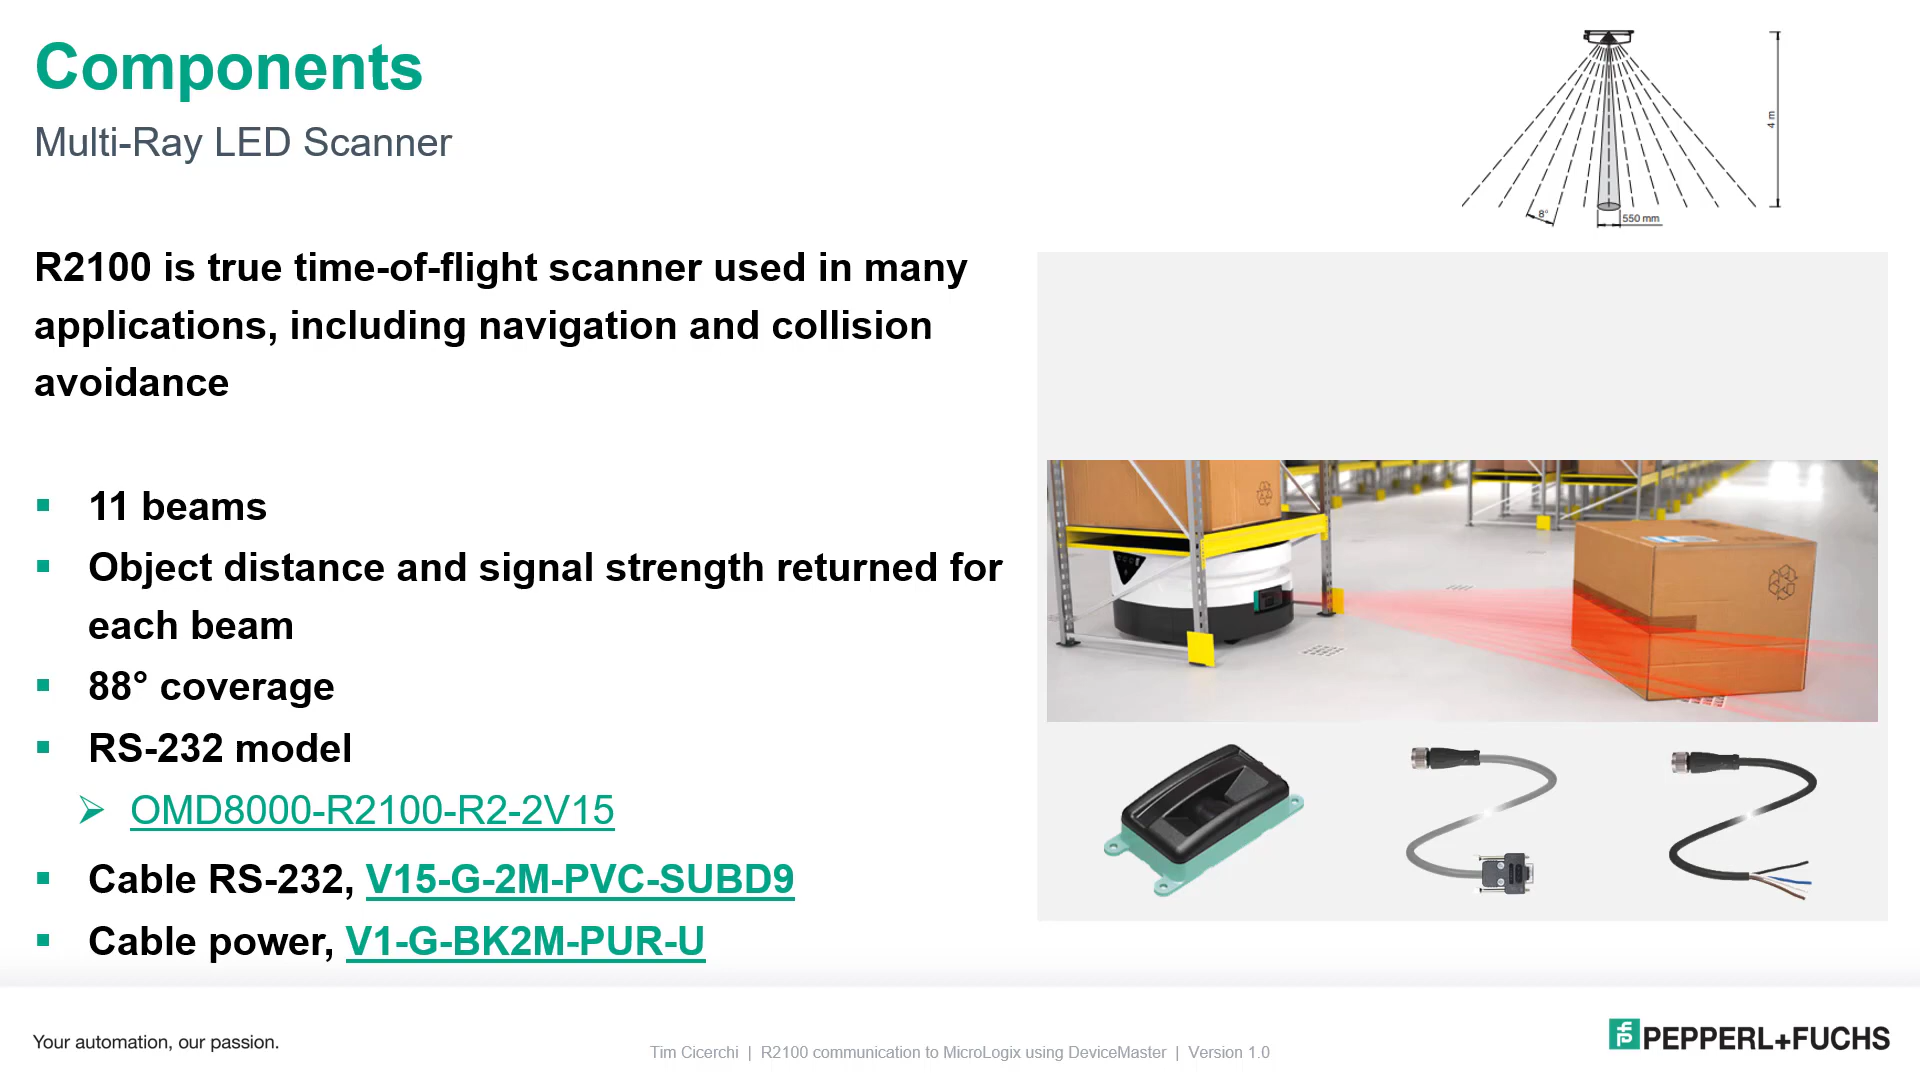 Components
Multi-Ray LED Scanner
4 m
8°
550 mm
R2100 is true time-of-flight scanner used in many
applications, including navigation and collision
avoidance
11 beams
Object distance and signal strength returned for
each beam
88° coverage
RS-232 model
OMD8000-R2100-R2-2V15
Cable RS-232, V15-G-2M-PVC-SUBD9
Cable power, V1-G-BK2M-PUR-U
Your automation, our passion.
Tim Cicerchi | R2100 communication to MicroLogix using DeviceMaster | Version 1.0
PEPPERL+FUCHS